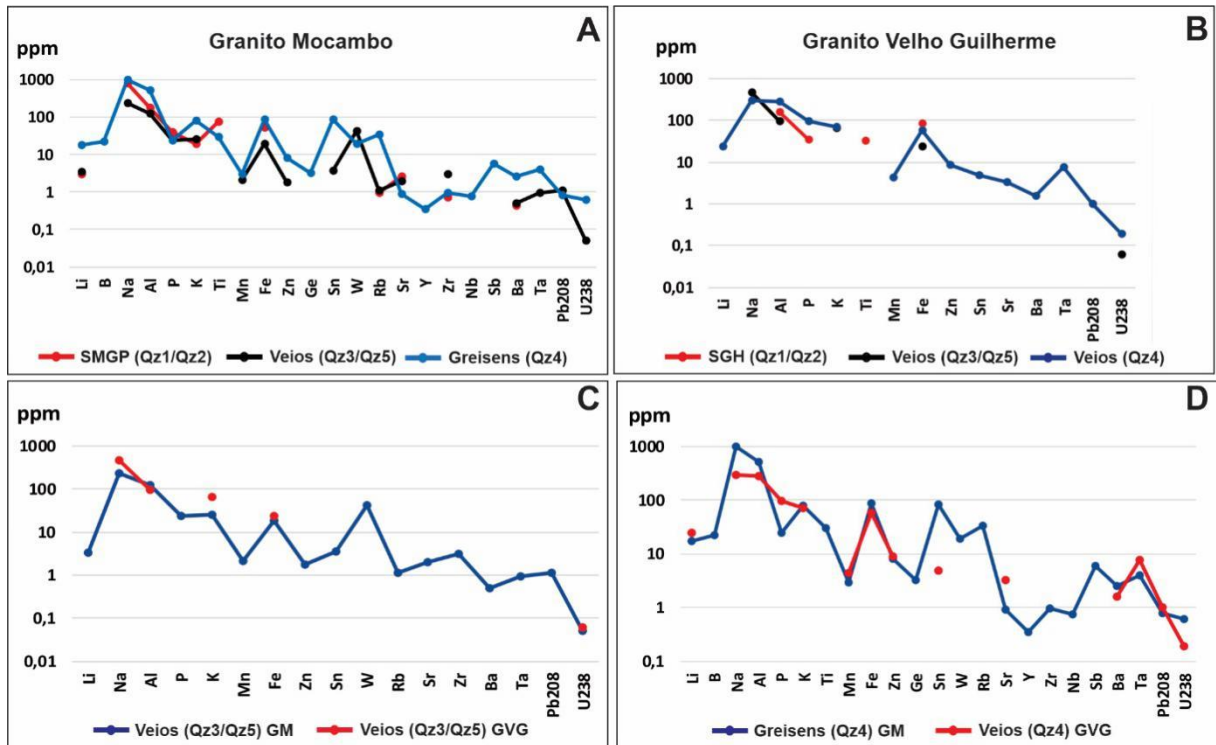 A
Granito Mocambo
ppm
1000
100
10
1
0,1
0,01
Li B Na Al P K Ti Mn Fe Zn Ge Sn W Rb Sr Y Zr Nb Sb Ba Ta Pb208 U238
SMGP (Qz1/Qz2) Veios (Qz3/Qz5) Greisens (Qz4)
B
Granito Velho Guilherme
ppm
1000
100
10
1
0,1
0,01
Li Na Al P K Ti Mn Fe Zn Sn Sr Ba Ta Pb208 U238
SGH (Qz1/Qz2) Veios (Qz3/Qz5) Veios (Qz4)
C
ppm
1000
100
10
1
0,1
0,01
Li Na Al P K Mn Fe Zn Sn W Rb Sr Zr Ba Ta Pb208 U238
Veios (Qz3/Qz5) GM Veios (Qz3/Qz5) GVG
D
ppm
1000
100
10
1
0,1
Li B Na Al P K Ti Mn Fe Zn Ge Sn W Rb Sr Y Zr Nb Sb Ba Ta Pb208 U238
Greisens (Qz4) GM Veios (Qz4) GVG